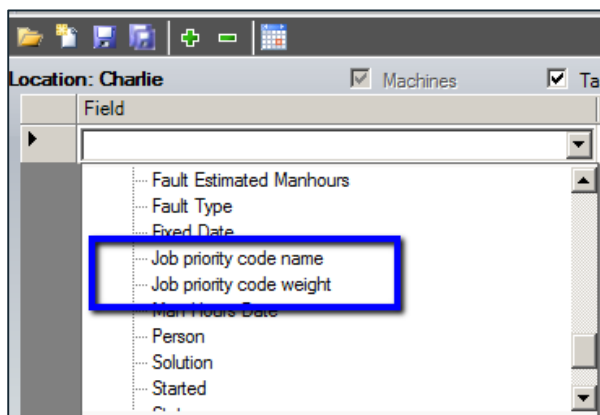 Location: Charlie
Machines
Ta
Field
Fault Estimated Manhours
Fault Type
Fixed Date
Job priority code name
Job priority code weight
Man Hours Date
Person
Solution
Started